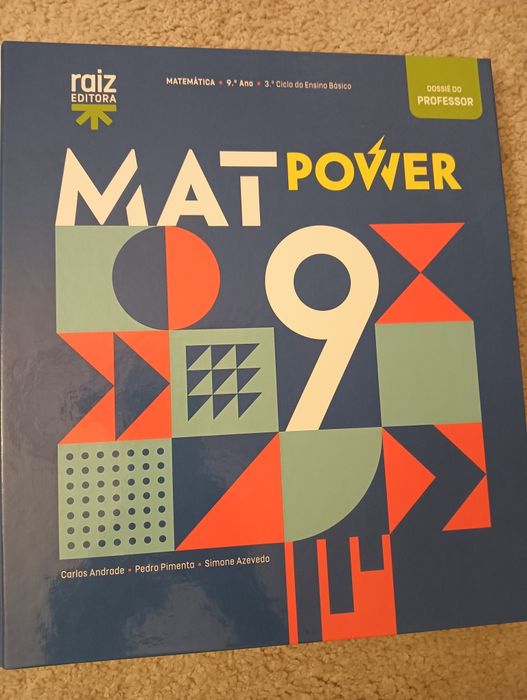 raiz
EDITORA
MATEMÁTICA • 9.º Ano • 3.º Ciclo do Ensino Básico
DOSSIÊ DO
PROFESSOR
MAT POWER
9
Carlos Andrade • Pedro Pimenta • Simone Azevedo